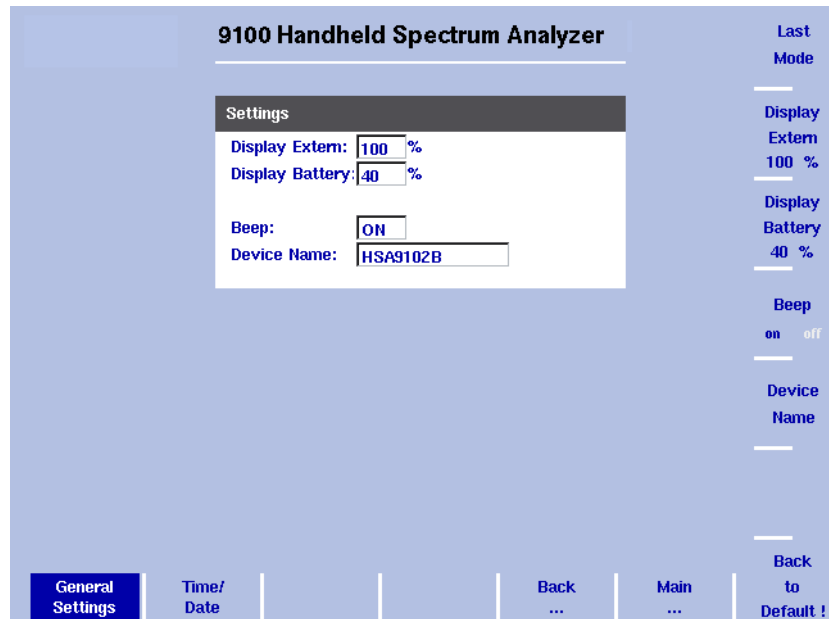 9100 Handheld Spectrum Analyzer
Settings
Display Extern: 100 %
Display Battery: 40 %
Beep: ON
Device Name: HSA9102B
Last
Mode
Display
Extern
100 %
Display
Battery
40 %
Beep
on off
Device
Name
Back
to
Default !
General
Settings
Time/
Date
Back
...
Main
...